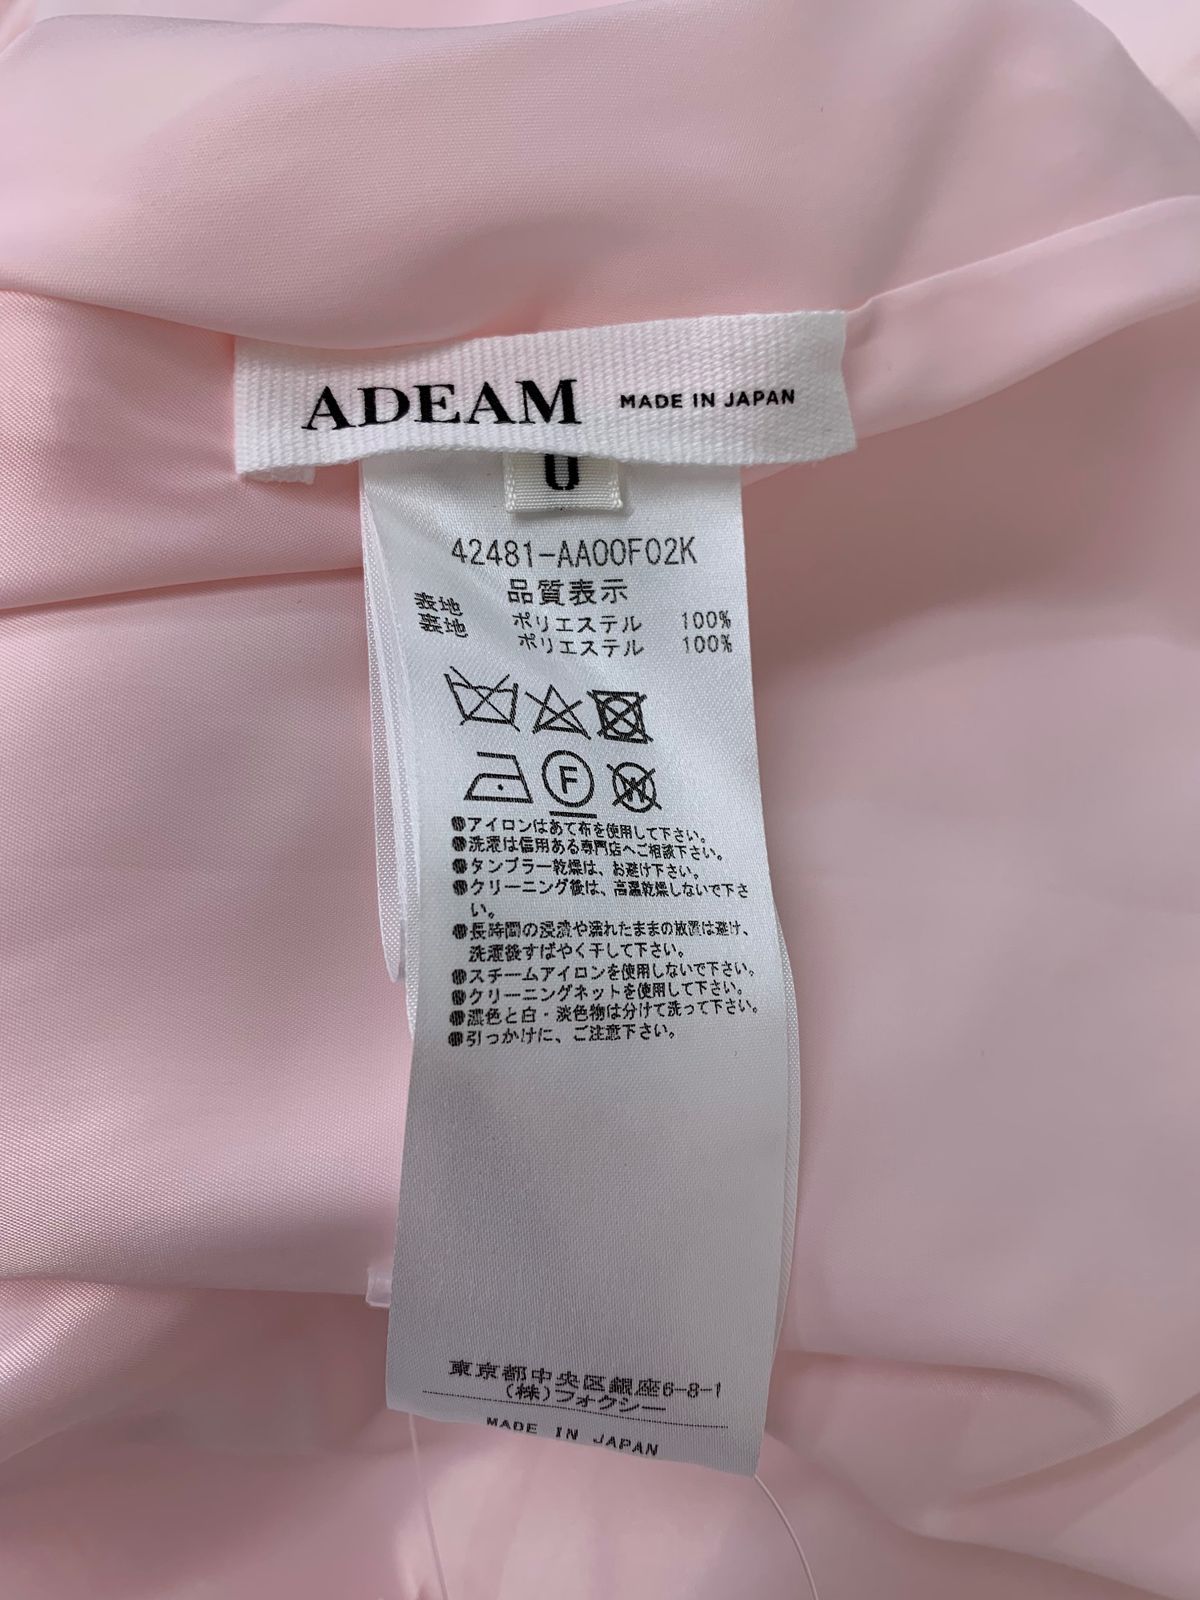 ADEAM MADE IN JAPAN
42481-AA00F02K
品質表示
表地 ポリエステル 100%
裏地 ポリエステル 100%
F
W
●アイロンはあて布を使用して下さい。
●洗濯は信用ある専門店へご相談下さい。
●タンブラー乾燥は、お避け下さい。
●クリーニング後は、高温乾燥しないで下さ
い。
●長時間の浸漬や濡れたままの放置は避け、
洗濯後すばやく干して下さい。
●スチームアイロンを使用しないで下さい。
●クリーニングネットを使用して下さい。
●濃色と白・淡色物は分けて洗って下さい。
●引っかけに、ご注意下さい。
東京都中央区銀座6-8-1
(株)フォクシー
MADE IN JAPAN